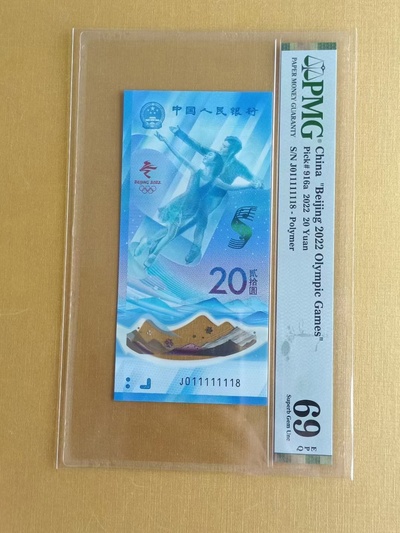 中国人民银行
BEIJING 2022
20 贰拾圆
J011111118
PMG
PAPER MONEY GUARANTY
China "Beijing 2022 Olympic Games"
Pick# 916a 2022 20 Yuan
S/N J011111118 - Polymer
69
QPE
Superb Gem Unc